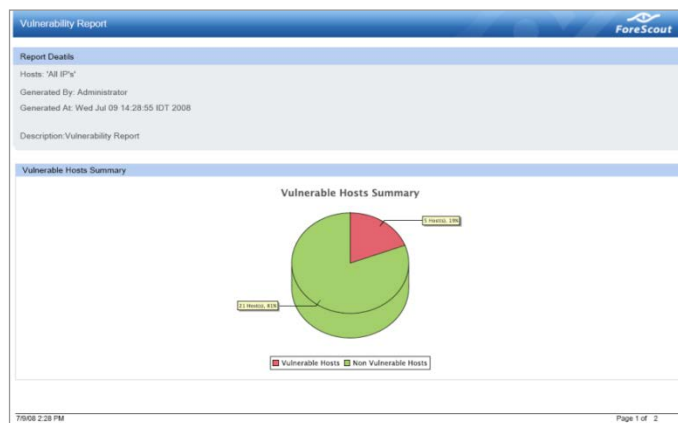 Vulnerability Report
ForeScout
Report Deatils
Hosts: 'All IP's'
Generated By: Administrator
Generated At: Wed Jul 09 14:28:55 IDT 2008
Description:Vulnerability Report
Vulnerable Hosts Summary
Vulnerable Hosts Summary
5 Host(s), 19%
21 Host(s), 81%
Vulnerable Hosts Non Vulnerable Hosts
7/9/08 2:28 PM
Page 1 of 2